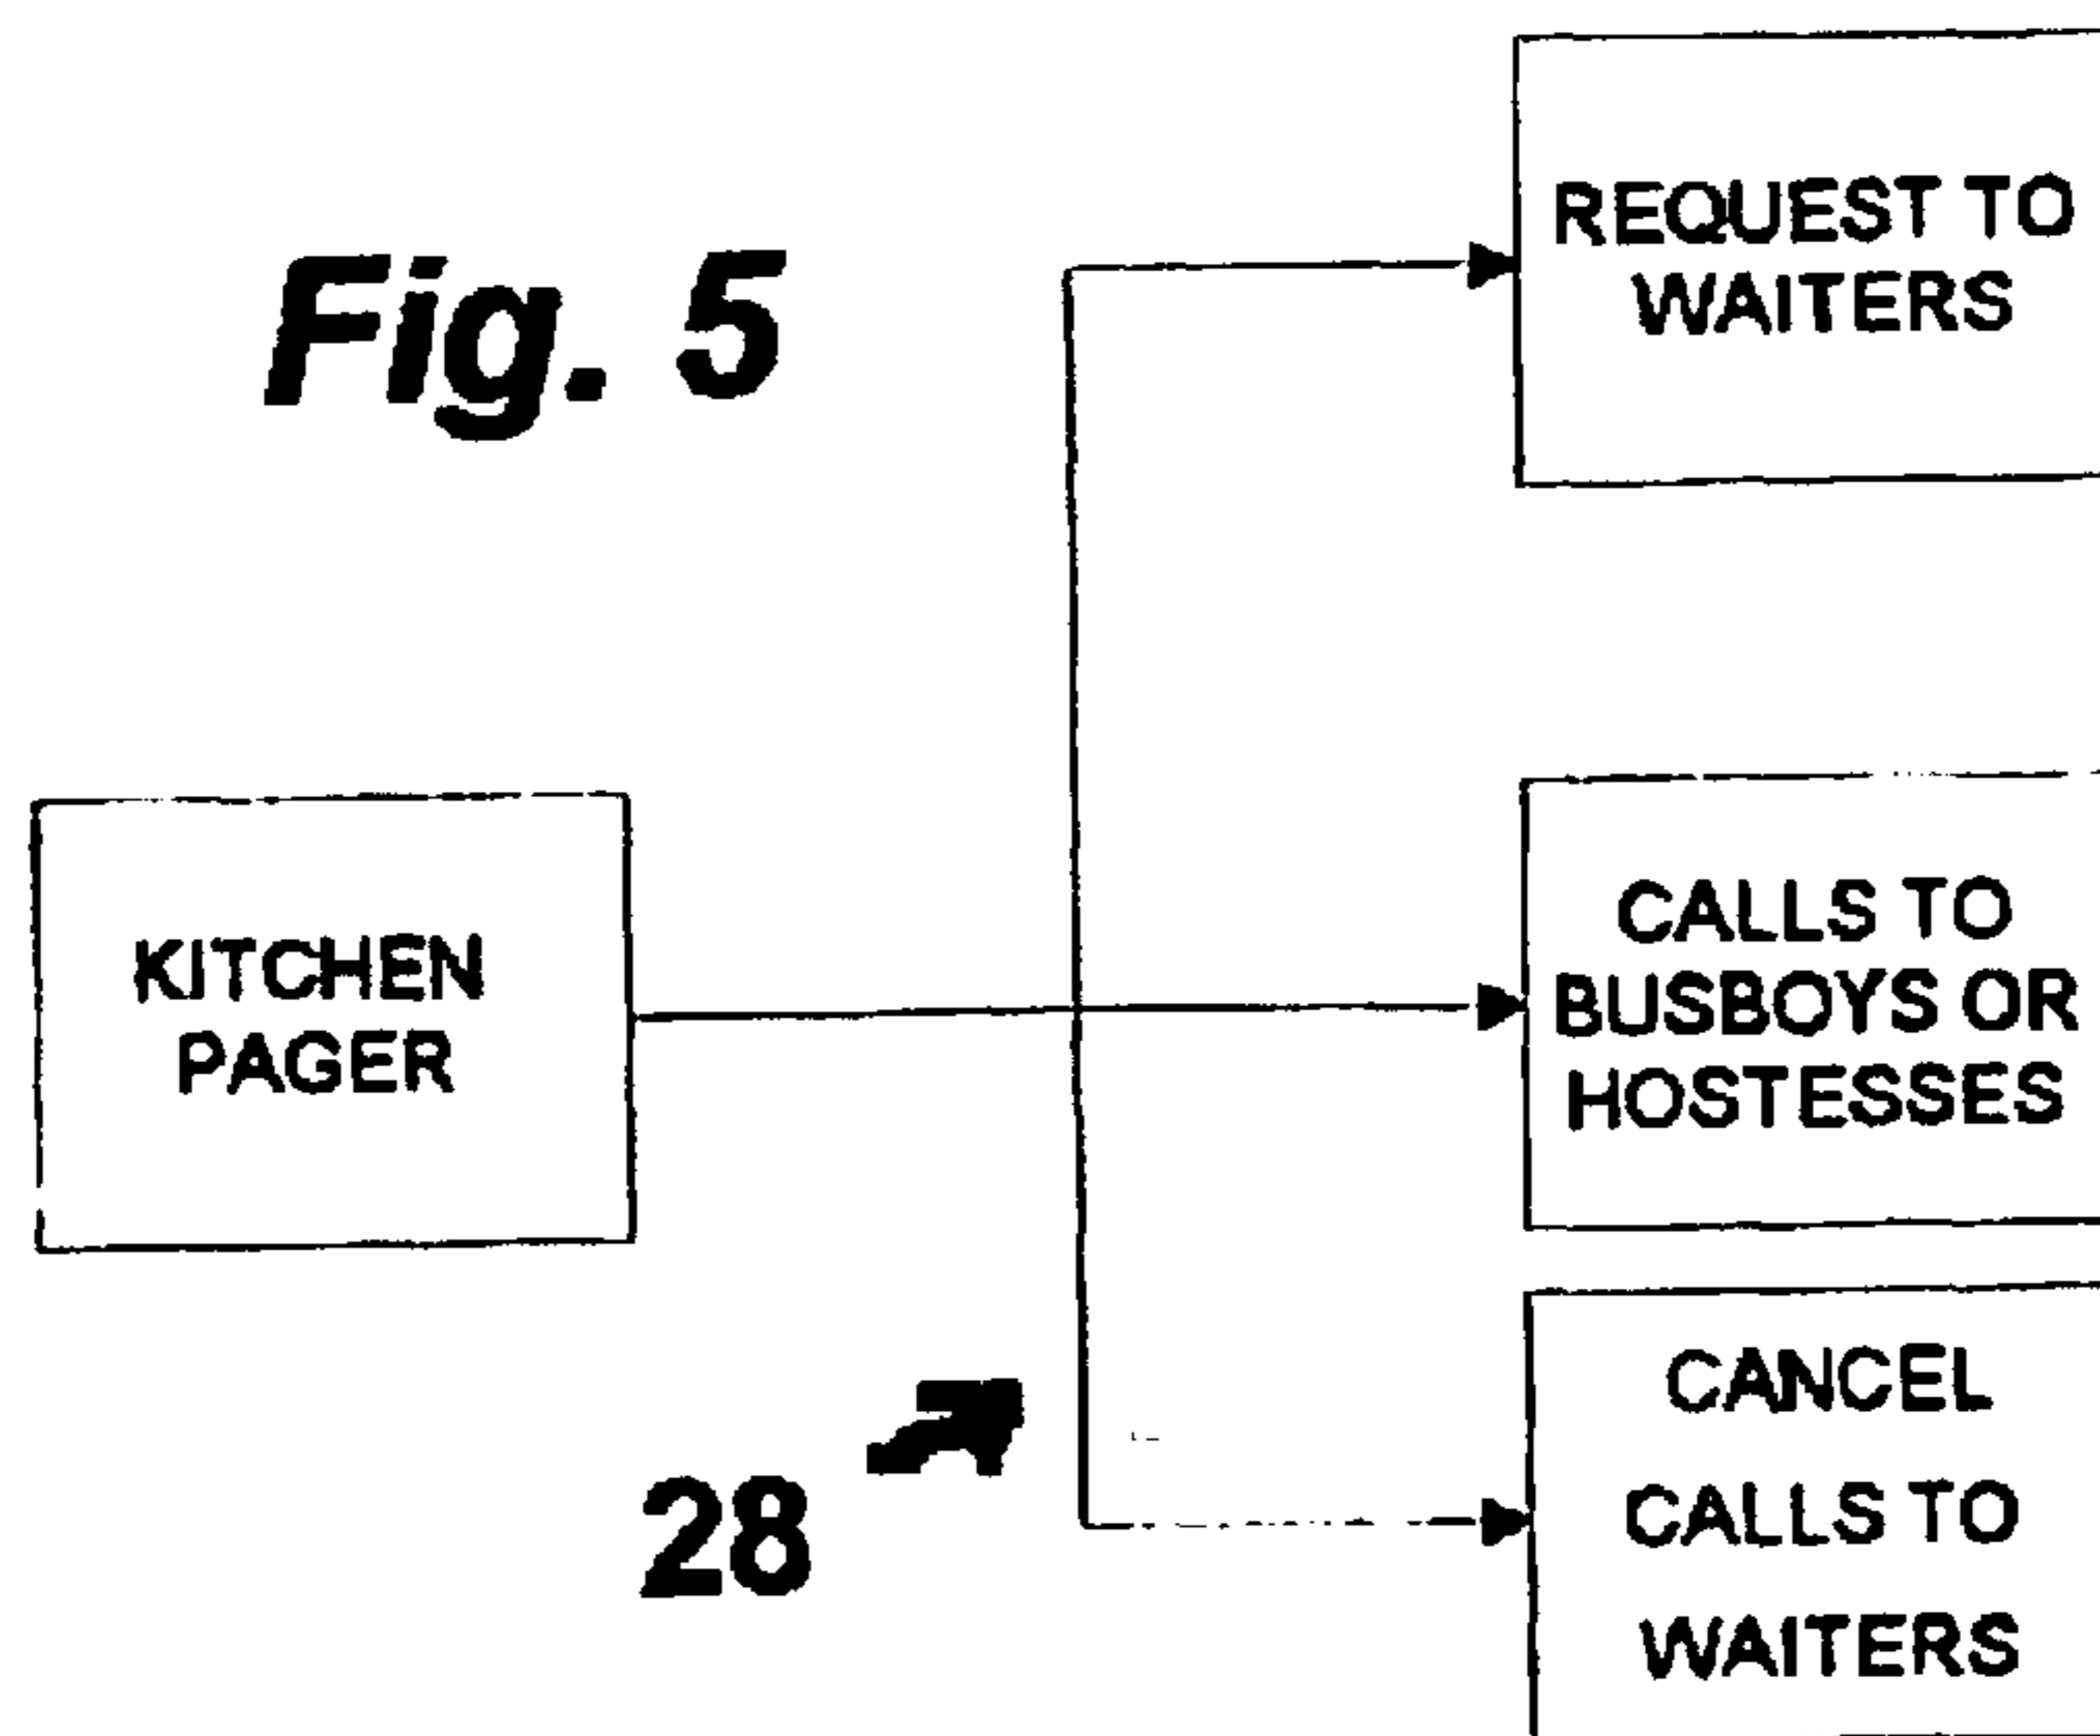 Fig. 5
REQUEST TO
WAITERS
KITCHEN
PAGER
CALLS TO
BUSBOYS OR
HOSTESSES
CANCEL
CALLS TO
WAITERS
28